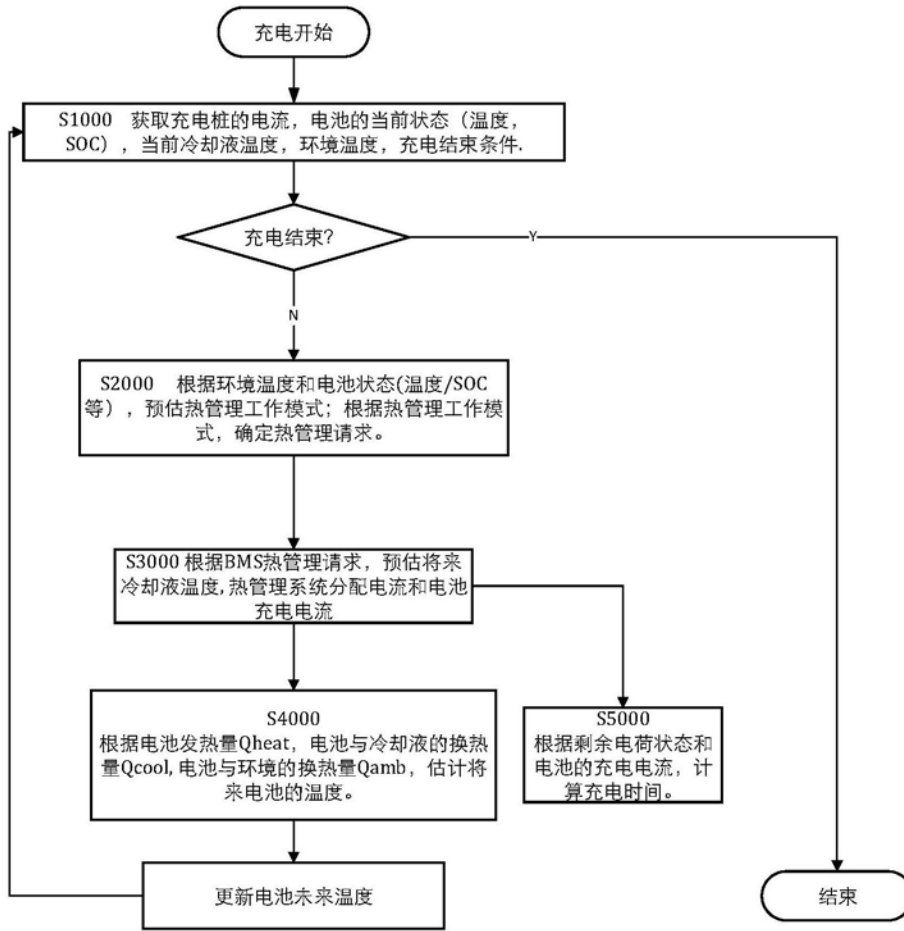 充电开始
S1000 获取充电桩的电流，电池的当前状态（温度，
SOC），当前冷却液温度，环境温度，充电结束条件.
充电结束？
Y
N
S2000 根据环境温度和电池状态(温度/SOC
等），预估热管理工作模式；根据热管理工作模
式，确定热管理请求。
S3000 根据BMS热管理请求，预估将来
冷却液温度,热管理系统分配电流和电池
充电电流
S4000
根据电池发热量Qheat，电池与冷却液的换热
量Qcool,电池与环境的换热量Qamb，估计将
来电池的温度。
S5000
根据剩余电荷状态和
电池的充电电流，计
算充电时间。
更新电池未来温度
结束